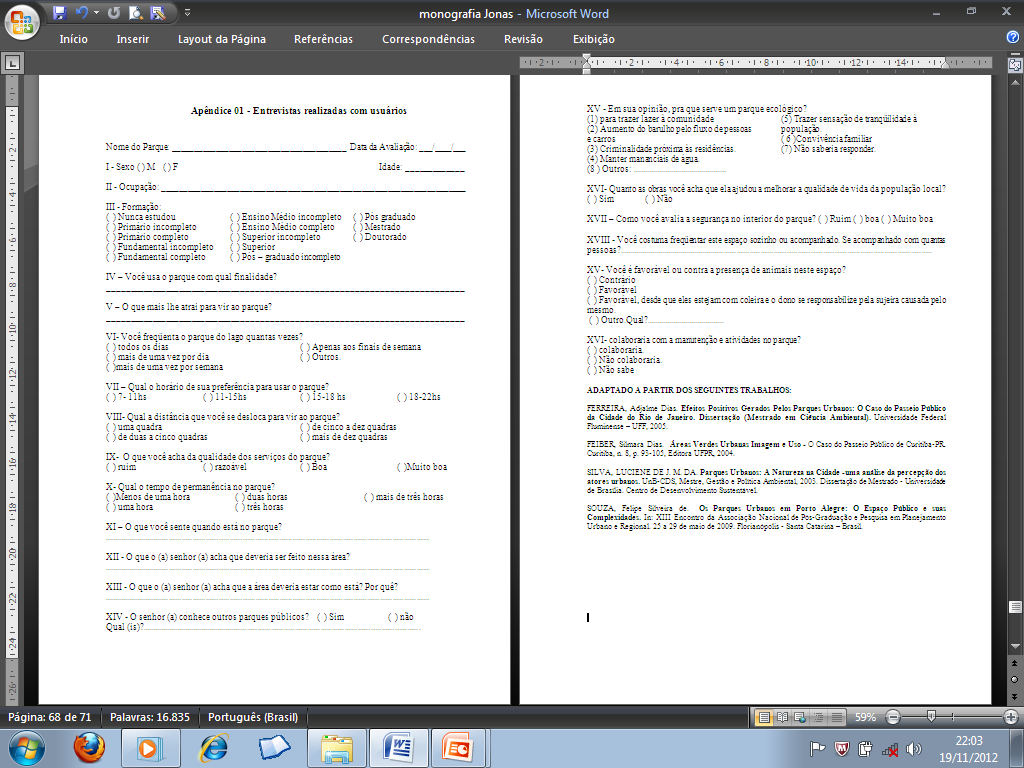 monografia Jonas - Microsoft Word
Início Inserir Layout da Página Referências Correspondências Revisão Exibição
Apêndice 01 - Entrevistas realizadas com usuários
Nome do Parque: ________________________________ Data da Avaliação: ___/___/___
I - Sexo ( ) M ( ) F Idade: ____________
II - Ocupação: ____________________________________________
III - Formação:
( ) Nunca estudou ( ) Ensino Médio incompleto ( ) Pós graduado
( ) Primário incompleto ( ) Ensino Médio completo ( ) Mestrado
( ) Primário completo ( ) Superior incompleto ( ) Doutorado
( ) Fundamental incompleto ( ) Superior
( ) Fundamental completo ( ) Pós – graduado incompleto
IV – Você usa o parque com qual finalidade?
V – O que mais lhe atrai para vir ao parque?
VI- Você freqüenta o parque do lago quantas vezes?
( ) todos os dias ( ) Apenas aos finais de semana
( ) mais de uma vez por dia ( ) Outros.
( )mais de uma vez por semana
VII – Qual o horário de sua preferência para usar o parque?
( ) 7- 11hs ( ) 11-15hs ( ) 15-18 hs ( ) 18-22hs
VIII- Qual a distância que você se desloca para vir ao parque?
( ) uma quadra ( ) de cinco a dez quadras
( ) de duas a cinco quadras ( ) mais de dez quadras
IX- O que você acha da qualidade dos serviços do parque?
( ) ruim ( ) razoável ( ) Boa ( )Muito boa
X- Qual o tempo de permanência no parque?
( )Menos de uma hora ( ) duas horas ( ) mais de três horas
( ) uma hora ( ) três horas
XI – O que você sente quando está no parque?
XII - O que o (a) senhor (a) acha que deveria ser feito nessa área?
XIII - O que o (a) senhor (a) acha que a área deveria estar como está? Por quê?
XIV - O senhor (a) conhece outros parques públicos? ( ) Sim ( ) não
Qual (is)?
XV - Em sua opinião, pra que serve um parque ecológico?
(1) para trazer lazer à comunidade (5) Trazer sensação de tranqüilidade à
(2) Aumento do barulho pelo fluxo de pessoas população.
e carros ( 6 )Convivência familiar
(3) Criminalidade próxima às residências. (7) Não saberia responder.
(4) Manter mananciais de água.
(8 ) Outros: ____________________
XVI- Quanto as obras você acha que ela ajudou a melhorar a qualidade de vida da população local?
( ) Sim ( ) Não
XVII – Como você avalia a segurança no interior do parque? ( ) Ruim ( ) boa ( ) Muito boa
XVIII - Você costuma freqüentar este espaço sozinho ou acompanhado. Se acompanhado com quantas
pessoas?
XV- Você é favorável ou contra a presença de animais neste espaço?
( ) Contrário
( ) Favorável
( ) Favorável, desde que eles estejam com coleira e o dono se responsabilize pela sujeira causada pelo
mesmo.
( ) Outro Qual?
XVI- colaboraria com a manutenção e atividades no parque?
( ) colaboraria.
( ) Não colaboraria.
( ) Não sabe
ADAPTADO A PARTIR DOS SEGUINTES TRABALHOS:
FERREIRA, Adjalme Dias. Efeitos Positivos Gerados Pelos Parques Urbanos: O Caso do Passeio Público
da Cidade do Rio de Janeiro. Dissertação (Mestrado em Ciência Ambiental). Universidade Federal
Fluminense – UFF, 2005.
FEIBER, Silmara Dias. Áreas Verdes Urbanas Imagem e Uso - O Caso do Passeio Público de Curitiba-PR.
Curitiba, n. 8, p. 93-105, Editora UFPR, 2004.
SILVA, LUCIENE DE J. M. DA. Parques Urbanos: A Natureza na Cidade -uma análise da percepção dos
atores urbanos. UnB-CDS, Mestre, Gestão e Política Ambiental, 2003. Dissertação de Mestrado - Universidade
de Brasília. Centro de Desenvolvimento Sustentável.
SOUZA, Felipe Silveira de. Os Parques Urbanos em Porto Alegre: O Espaço Público e suas
Complexidades. In: XIII Encontro da Associação Nacional de Pós-Graduação e Pesquisa em Planejamento
Urbano e Regional. 25 a 29 de maio de 2009. Florianópolis - Santa Catarina – Brasil.
Página: 68 de 71 Palavras: 16.835 Português (Brasil) 59%
22:03
19/11/2012